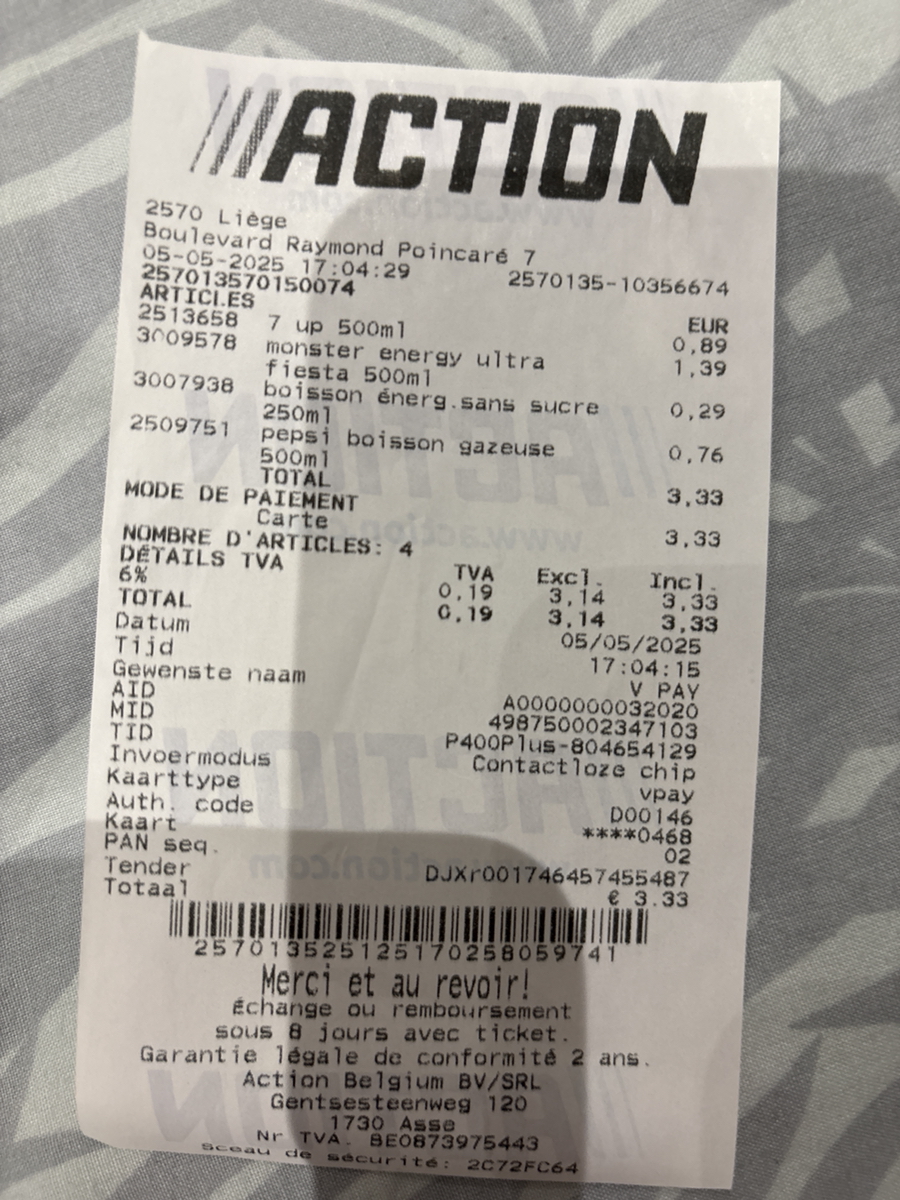 ACTION
2570 Liège
Boulevard Raymond Poincaré 7
05-05-2025 17:04:29 2570135-10356674
257013570150074
ARTICLES EUR
2513658 7 up 500ml 0,89
3009578 monster energy ultra 1,39
fiesta 500ml
3007938 boisson énerg.sans sucre 0,29
250ml
2509751 pepsi boisson gazeuse 0,76
500ml
TOTAL 3,33
MODE DE PAIEMENT
Carte 3,33
NOMBRE D'ARTICLES: 4
DÉTAILS TVA TVA Excl. Incl.
6% 0,19 3,14 3,33
TOTAL 0,19 3,14 3,33
Datum 05/05/2025
Tijd 17:04:15
Gewenste naam V PAY
AID A0000000032020
MID 498750002347103
TID P400Plus-804654129
Invoermodus Contactloze chip
Kaarttype vpay
Auth. code D00146
Kaart ****0468
PAN seq. 02
Tender DJXr001746457455487
Totaal € 3.33
257013525125170258059741
Merci et au revoir!
Échange ou remboursement
sous 8 jours avec ticket.
Garantie légale de conformité 2 ans.
Action Belgium BV/SRL
Gentsesteenweg 120
1730 Asse
Nr TVA. BE0873975443
Sceau de sécurité: 2C72FC64